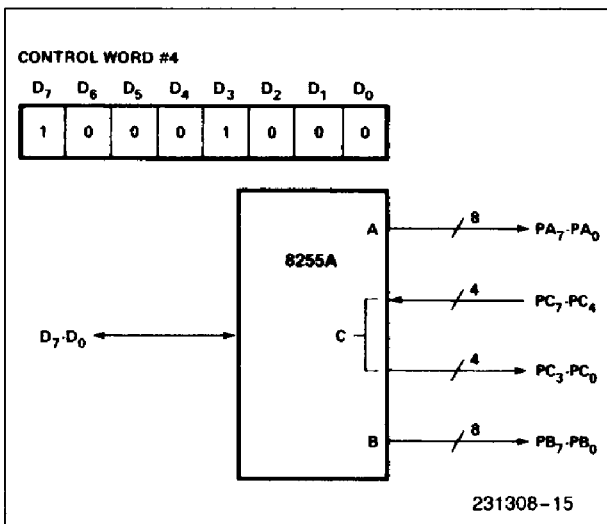 CONTROL WORD #4
D7 D6 D5 D4 D3 D2 D1 D0
1 0 0 0 1 0 0 0
A 8 PA7-PA0
8255A
4 PC7-PC4
D7-D0 C
4 PC3-PC0
B 8 PB7-PB0
231308-15